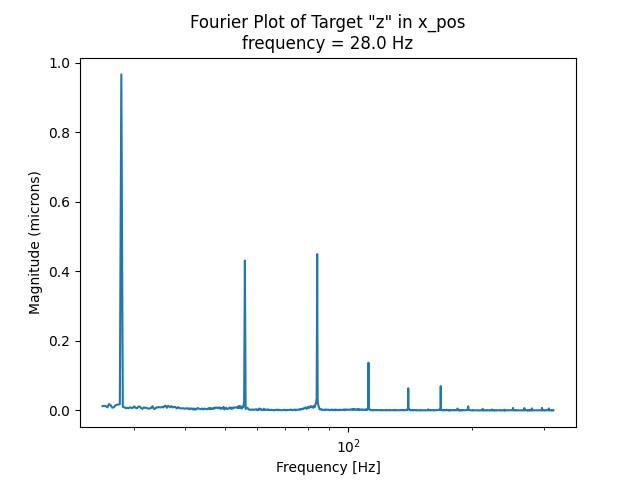 Fourier Plot of Target "z" in x_pos
frequency = 28.0 Hz
1.0
0.8
0.6
0.4
0.2
0.0
Magnitude (microns)
10²
Frequency [Hz]